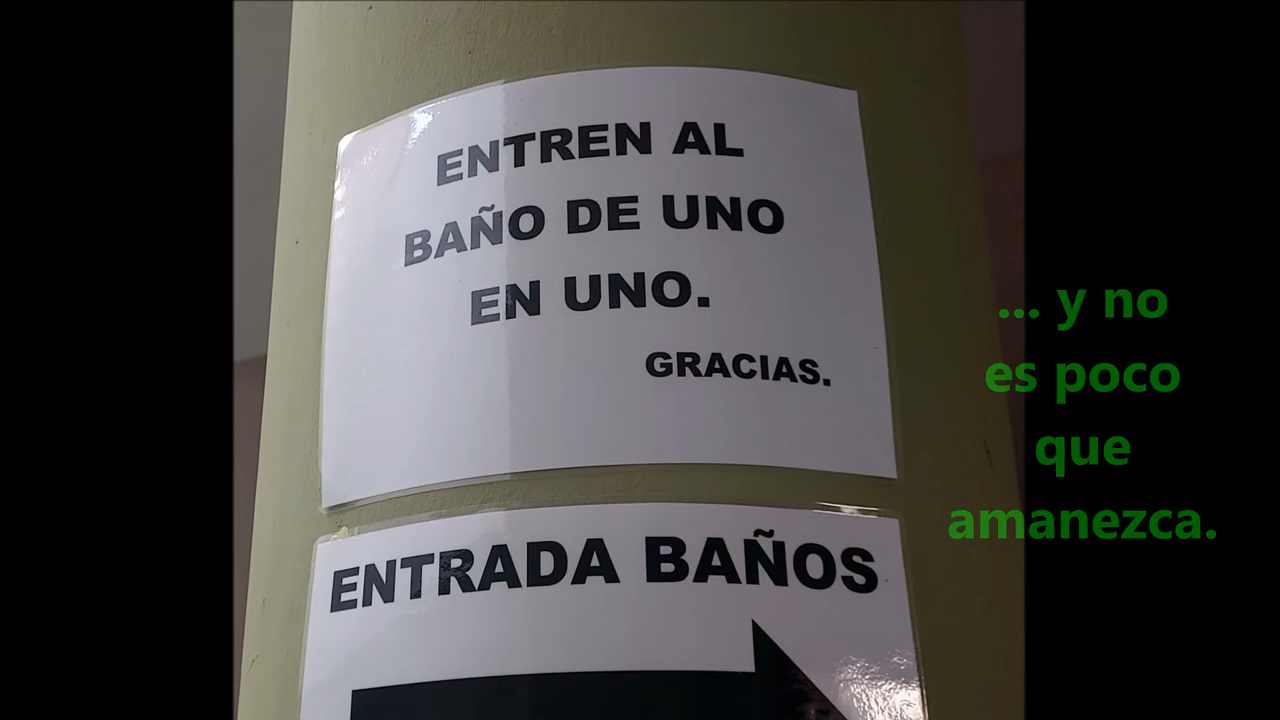 ENTREN AL
BAÑO DE UNO
EN UNO.
GRACIAS.
ENTRADA BAÑOS
... y no
es poco
que
amanezca.